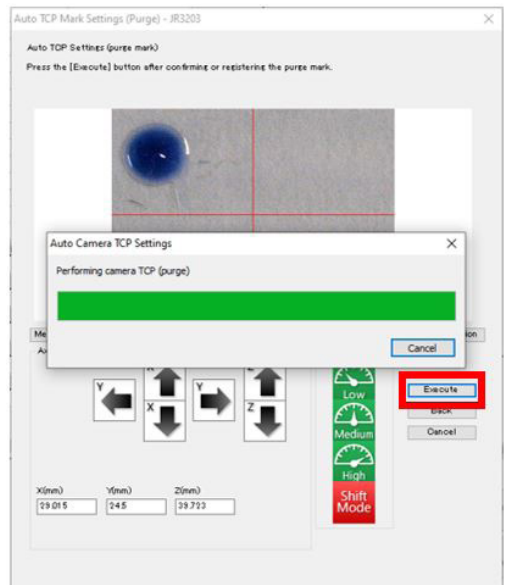 Auto TCP Mark Settings (Purge) - JR3203
Auto TCP Settings (purge mark)
Press the [Execute] button after confirming or registering the purge mark.
Auto Camera TCP Settings
Performing camera TCP (purge)
Cancel
Me
ion
Y
X
Y
Z
Low
Medium
High
Shift
Mode
Execute
Back
Cancel
X(mm) Y(mm) Z(mm)
29.015 24.5 39.723